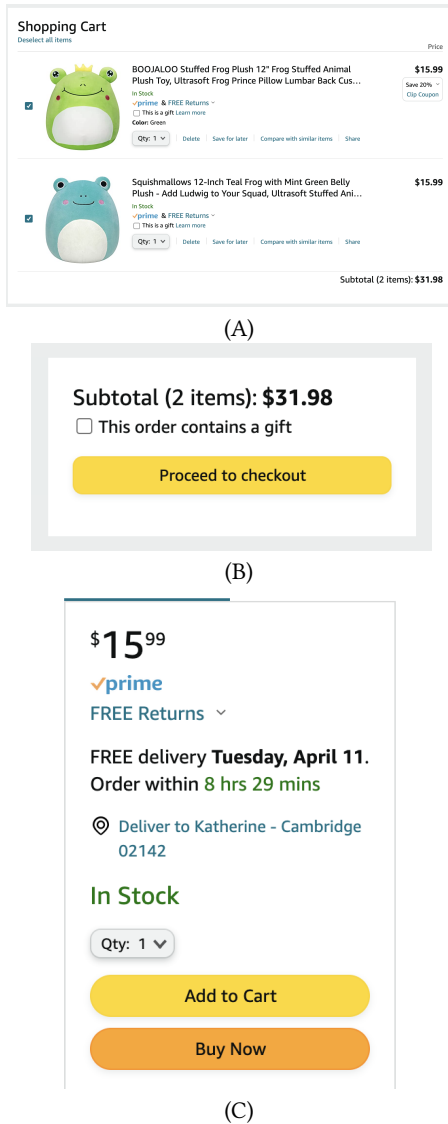 Shopping Cart
Deselect all items
Price
BOOJALOO Stuffed Frog Plush 12" Frog Stuffed Animal
Plush Toy, Ultrasoft Frog Prince Pillow Lumbar Back Cus…
$15.99
Save 20%
Clip Coupon
In Stock
prime & FREE Returns
This is a gift Learn more
Color: Green
Qty: 1 Delete Save for later Compare with similar items Share
Squishmallows 12-Inch Teal Frog with Mint Green Belly
Plush - Add Ludwig to Your Squad, Ultrasoft Stuffed Ani…
$15.99
In Stock
prime & FREE Returns
This is a gift Learn more
Qty: 1 Delete Save for later Compare with similar items Share
Subtotal (2 items): $31.98
(A)
Subtotal (2 items): $31.98
This order contains a gift
Proceed to checkout
(B)
$15 99
prime
FREE Returns
FREE delivery Tuesday, April 11.
Order within 8 hrs 29 mins
Deliver to Katherine - Cambridge
02142
In Stock
Qty: 1
Add to Cart
Buy Now
(C)